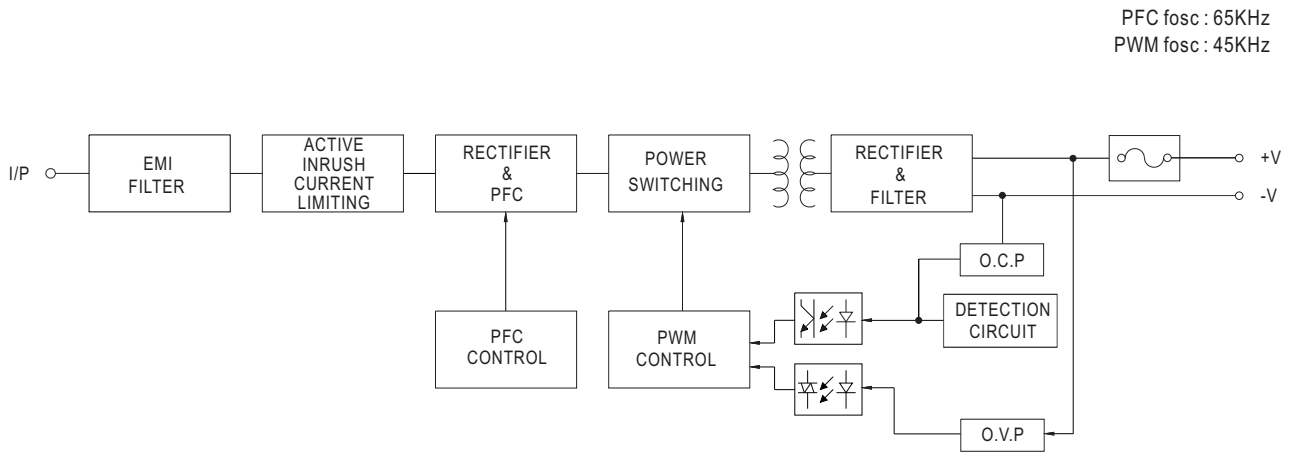 PFC fosc : 65KHz
PWM fosc : 45KHz
I/P
EMI
FILTER
ACTIVE
INRUSH
CURRENT
LIMITING
RECTIFIER
&
PFC
POWER
SWITCHING
RECTIFIER
&
FILTER
+V
-V
O.C.P
DETECTION
CIRCUIT
PFC
CONTROL
PWM
CONTROL
O.V.P